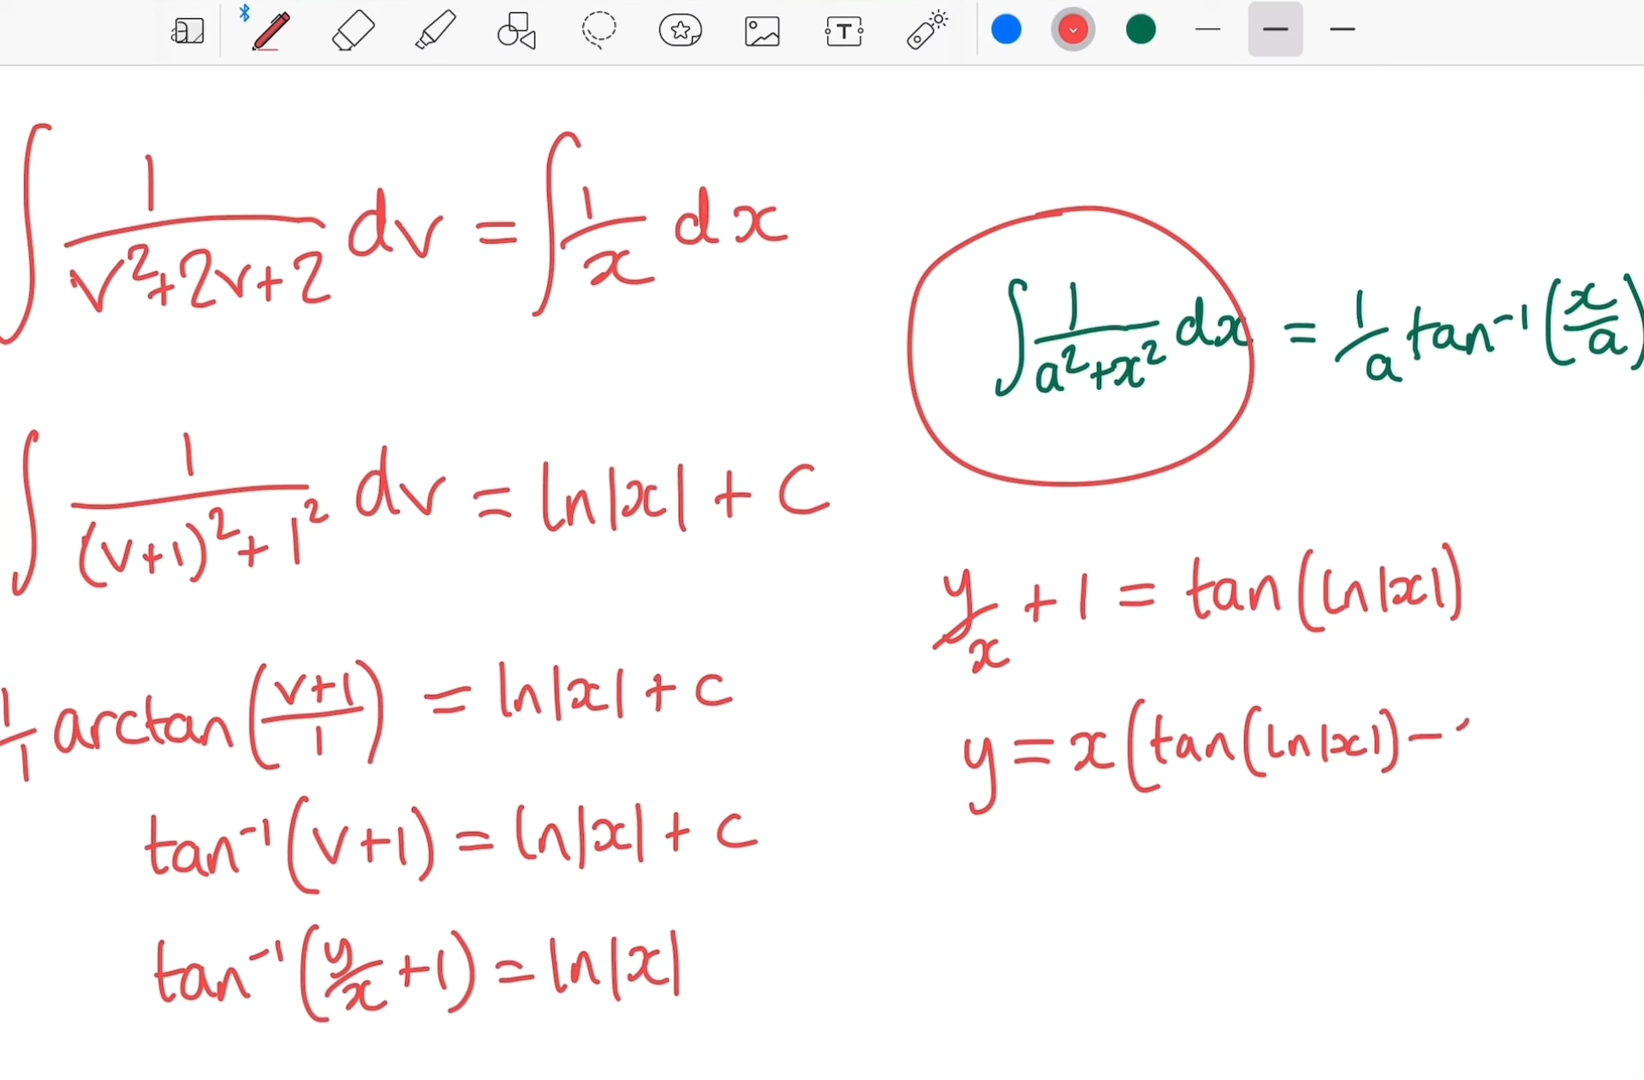 ∫ 1/(v²+2v+2) dv = ∫ 1/x dx
∫ 1/((v+1)²+1²) dv = ln|x| + C
1/1 arctan((v+1)/1) = ln|x| + c
tan⁻¹(v+1) = ln|x| + c
tan⁻¹(y/x +1) = ln|x|
∫ 1/(a²+x²) dx = 1/a tan⁻¹(x/a)
y/x + 1 = tan(ln|x|)
y = x(tan(ln|x|) –
T